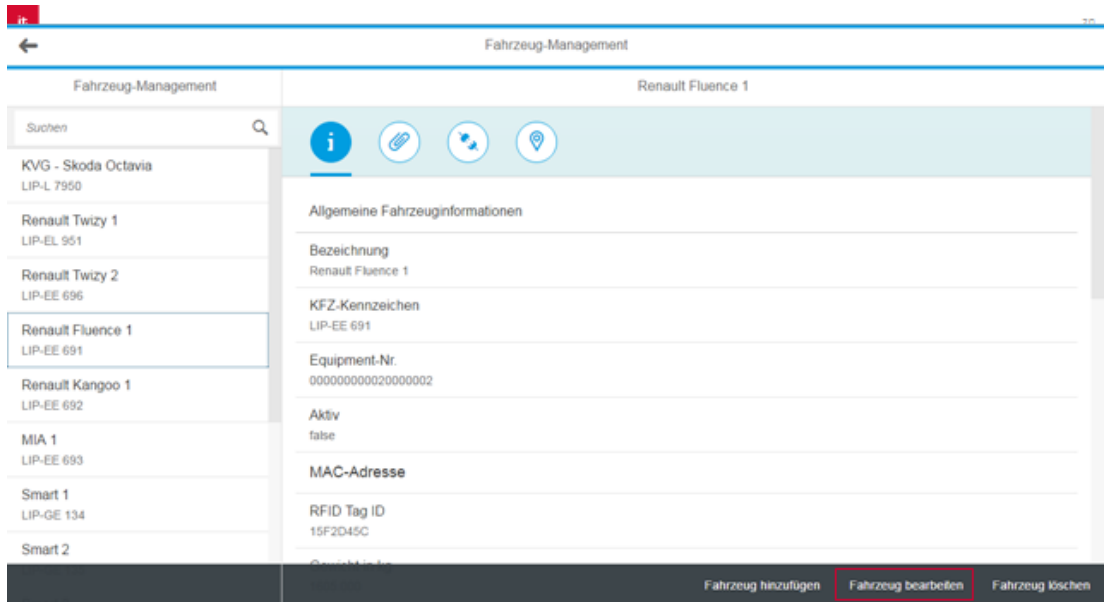 it
Fahrzeug-Management
Fahrzeug-Management
Renault Fluence 1
Suchen
KVG - Skoda Octavia
LIP-L 7950
Renault Twizy 1
LIP-EL 951
Renault Twizy 2
LIP-EE 696
Renault Fluence 1
LIP-EE 691
Renault Kangoo 1
LIP-EE 692
MIA 1
LIP-EE 693
Smart 1
LIP-GE 134
Smart 2
i
Allgemeine Fahrzeuginformationen
Bezeichnung
Renault Fluence 1
KFZ-Kennzeichen
LIP-EE 691
Equipment-Nr.
000000000020000002
Aktiv
false
MAC-Adresse
RFID Tag ID
15F2D45C
Fahrzeug hinzufügen
Fahrzeug bearbeiten
Fahrzeug löschen